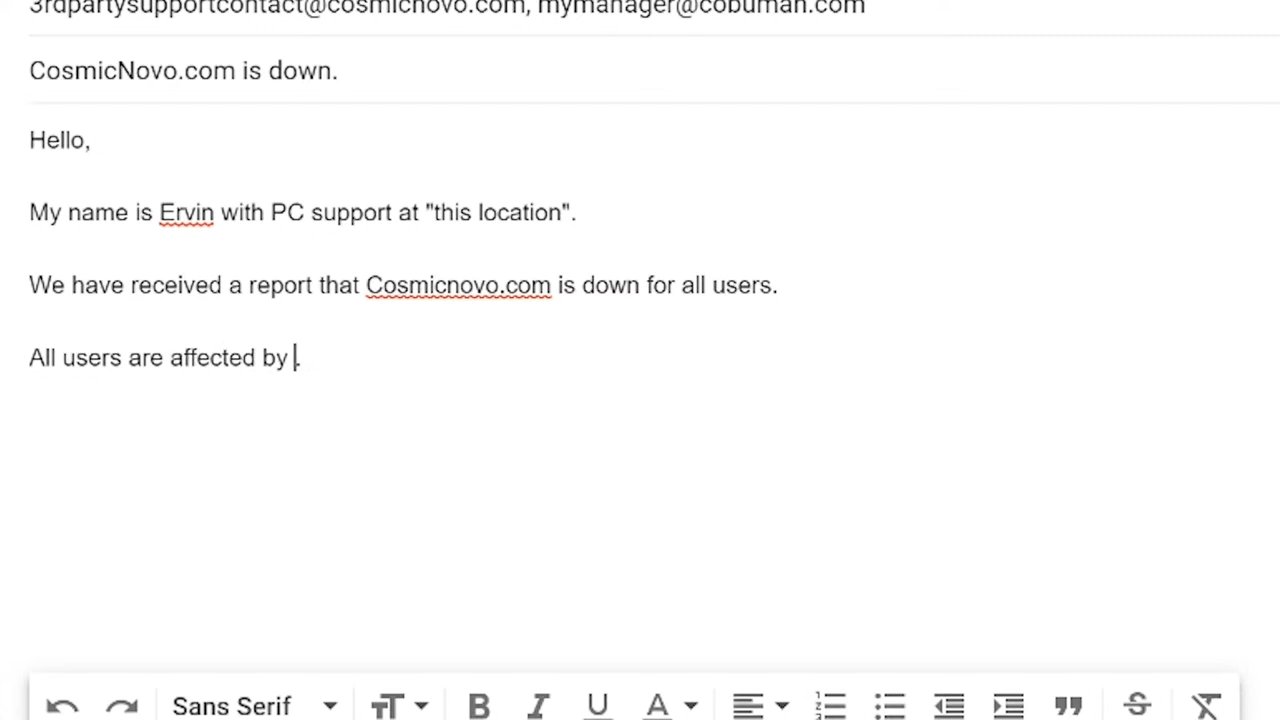 3rdpartysupportcontact@cosmicnovo.com, mymanager@cobuman.com
CosmicNovo.com is down.
Hello,
My name is Ervin with PC support at "this location".
We have received a report that Cosmicnovo.com is down for all users.
All users are affected by .
Sans Serif